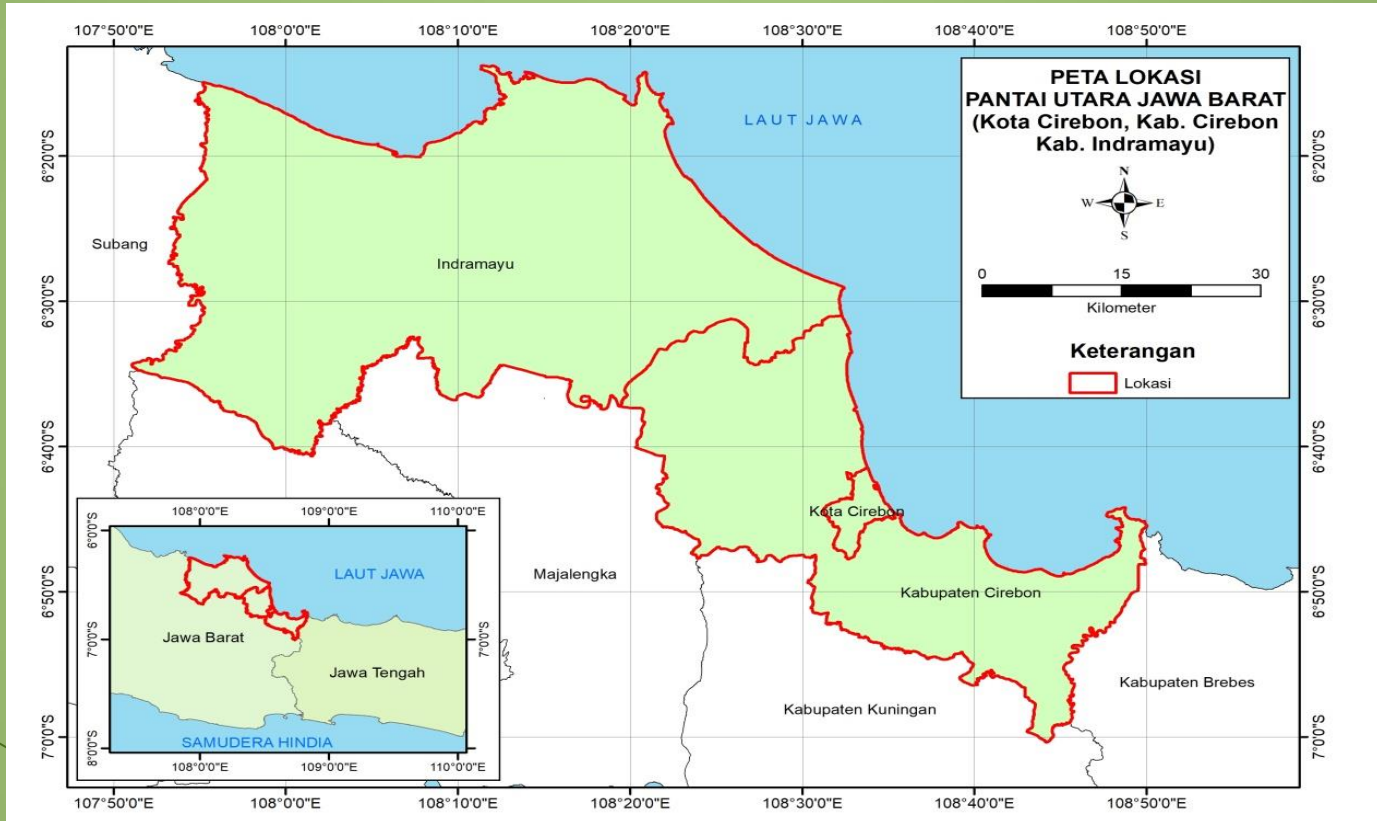 107°50'0"E 108°0'0"E 108°10'0"E 108°20'0"E 108°30'0"E 108°40'0"E 108°50'0"E
PETA LOKASI
PANTAI UTARA JAWA BARAT
(Kota Cirebon, Kab. Cirebon
Kab. Indramayu)
N
W E
S
0 15 30
Kilometer
Keterangan
Lokasi
LAUT JAWA
6°20'0"S 6°20'0"S
Subang
Indramayu
6°30'0"S 6°30'0"S
6°40'0"S 6°40'0"S
Kota Cirebon
Majalengka
6°50'0"S 6°50'0"S
Kabupaten Cirebon
Kabupaten Brebes
Kabupaten Kuningan
7°0'0"S 7°0'0"S
108°0'0"E 109°0'0"E 110°0'0"E
6°0'0"S
LAUT JAWA
7°0'0"S 7°0'0"S
Jawa Barat
Jawa Tengah
SAMUDERA HINDIA
8°0'0"S
108°0'0"E 109°0'0"E 110°0'0"E
107°50'0"E 108°0'0"E 108°10'0"E 108°20'0"E 108°30'0"E 108°40'0"E 108°50'0"E